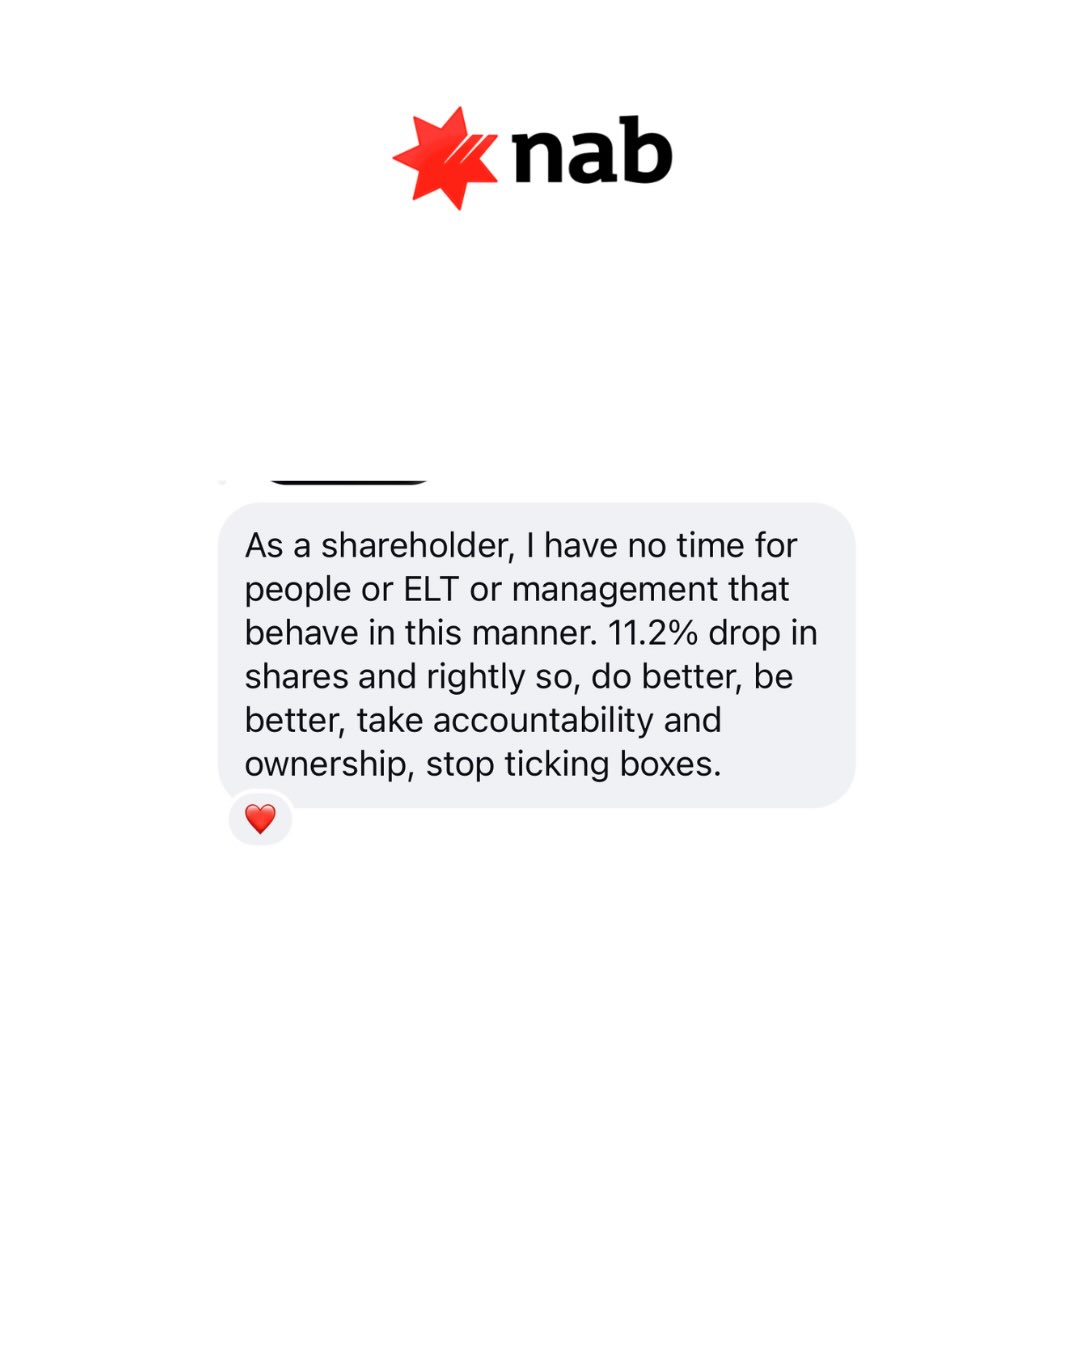 nab
As a shareholder, I have no time for
people or ELT or management that
behave in this manner. 11.2% drop in
shares and rightly so, do better, be
better, take accountability and
ownership, stop ticking boxes.